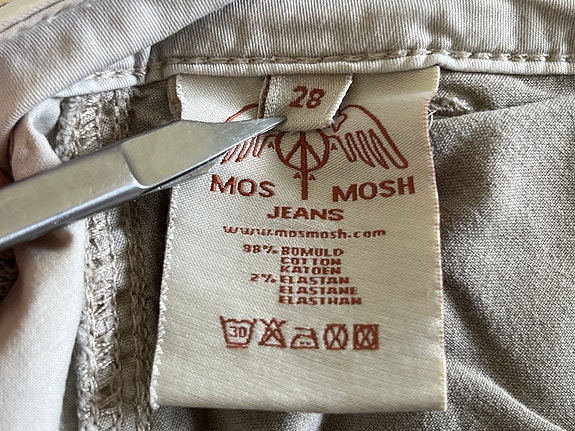 28
MOS MOSH
JEANS
www.mosmosh.com
98% BOMULD
COTTON
KATOEN
2% ELASTAN
ELASTANE
ELASTHAN
30